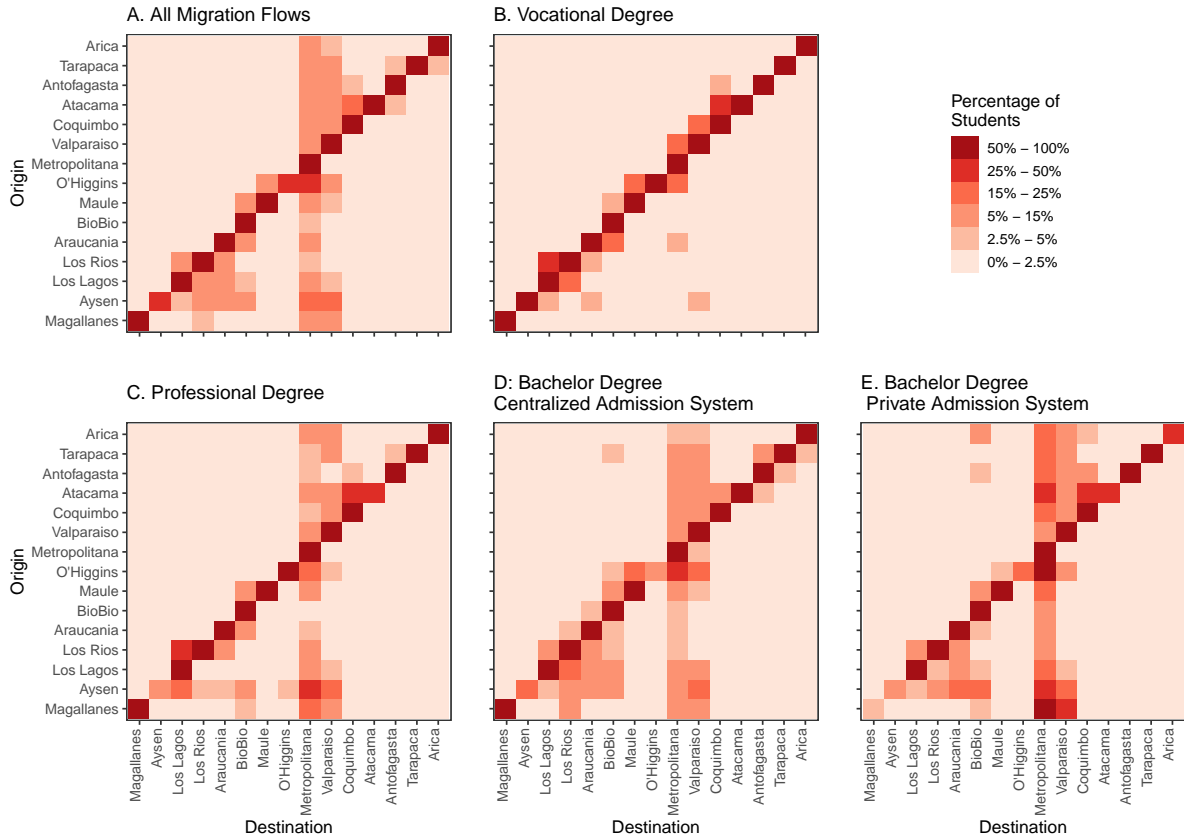 A. All Migration Flows
B. Vocational Degree
Origin
Arica
Tarapaca
Antofagasta
Atacama
Coquimbo
Valparaiso
Metropolitana
O'Higgins
Maule
BioBio
Araucania
Los Rios
Los Lagos
Aysen
Magallanes
Percentage of
Students
50% − 100%
25% − 50%
15% − 25%
5% − 15%
2.5% − 5%
0% − 2.5%
C. Professional Degree
D: Bachelor Degree
Centralized Admission System
E. Bachelor Degree
Private Admission System
Origin
Arica
Tarapaca
Antofagasta
Atacama
Coquimbo
Valparaiso
Metropolitana
O'Higgins
Maule
BioBio
Araucania
Los Rios
Los Lagos
Aysen
Magallanes
Magallanes
Aysen
Los Lagos
Los Rios
Araucania
BioBio
Maule
O'Higgins
Metropolitana
Valparaiso
Coquimbo
Atacama
Antofagasta
Tarapaca
Arica
Destination
Magallanes
Aysen
Los Lagos
Los Rios
Araucania
BioBio
Maule
O'Higgins
Metropolitana
Valparaiso
Coquimbo
Atacama
Antofagasta
Tarapaca
Arica
Destination
Magallanes
Aysen
Los Lagos
Los Rios
Araucania
BioBio
Maule
O'Higgins
Metropolitana
Valparaiso
Coquimbo
Atacama
Antofagasta
Tarapaca
Arica
Destination